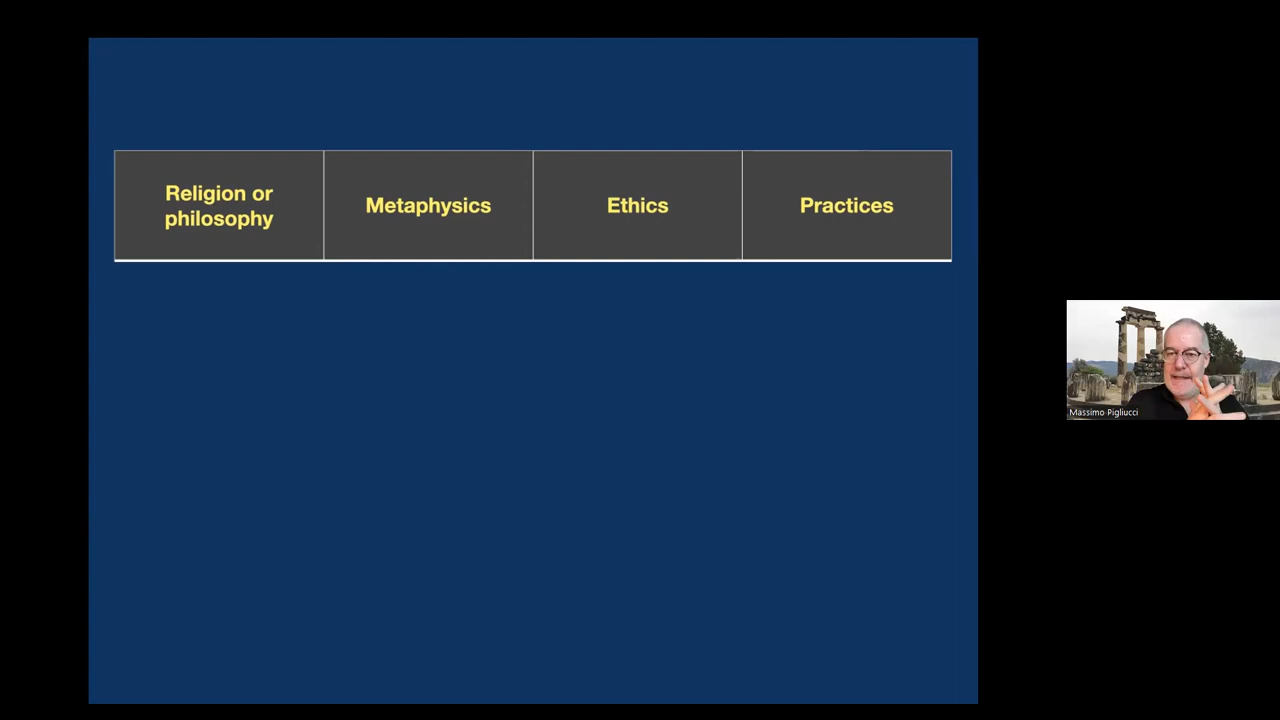 Religion or
philosophy
Metaphysics
Ethics
Practices
Massimo Pigliucci